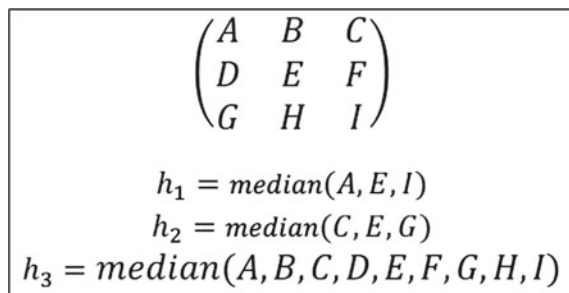 A B C
D E F
G H I
h₁ = median(A, E, I)
h₂ = median(C, E, G)
h₃ = median(A, B, C, D, E, F, G, H, I)